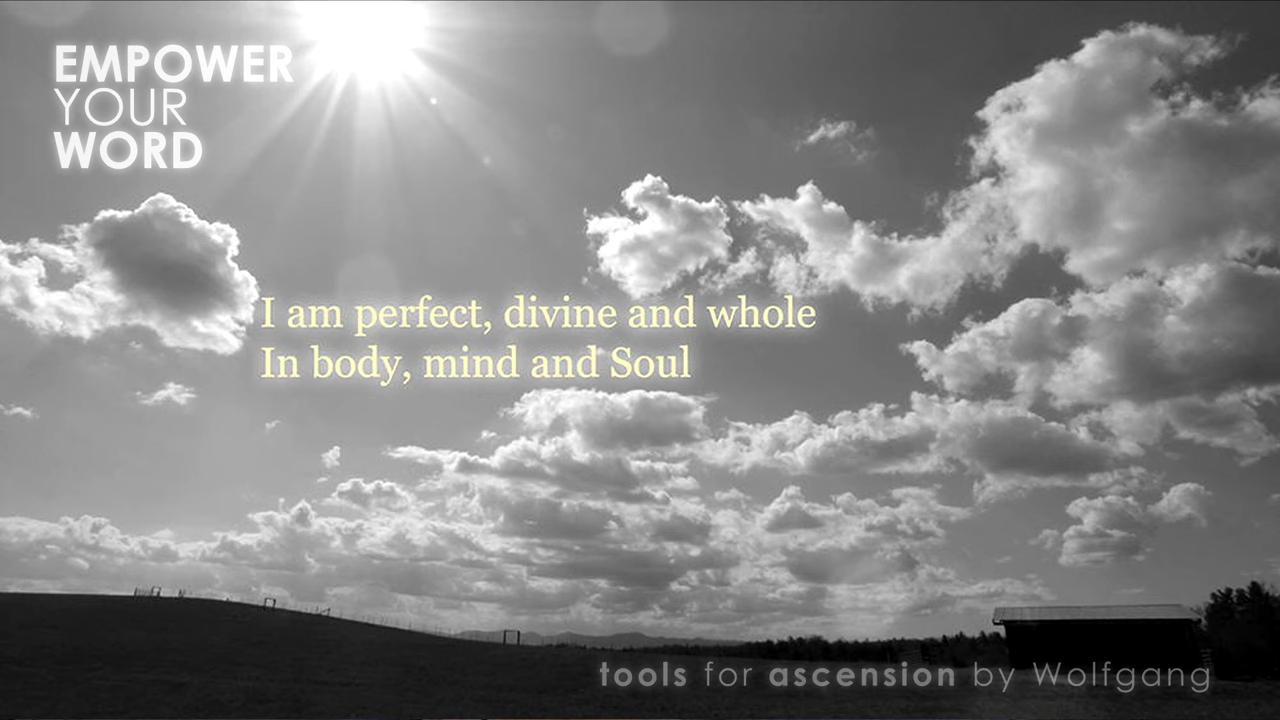 EMPOWER
YOUR
WORD
I am perfect, divine and whole
In body, mind and Soul
tools for ascension by Wolfgang